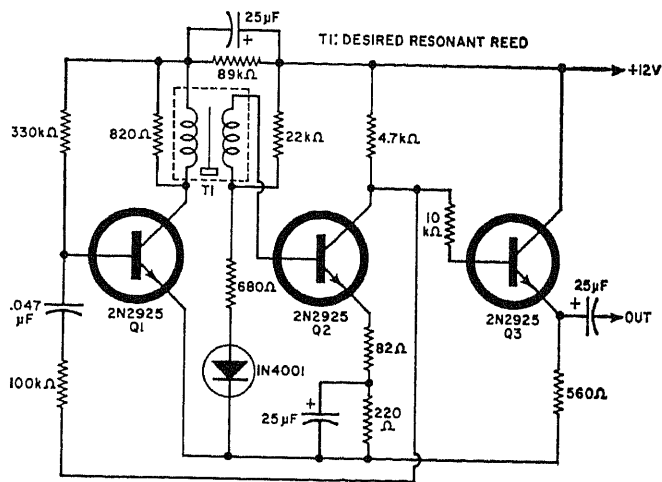 25µF
+
T1: DESIRED RESONANT REED
+12V
89kΩ
330kΩ
820Ω
22kΩ
4.7kΩ
T1
10
kΩ
.047
µF
2N2925
Q1
680Ω
2N2925
Q2
2N2925
Q3
25µF
+
OUT
82Ω
1N4001
100kΩ
+
25µF
220
Ω
560Ω